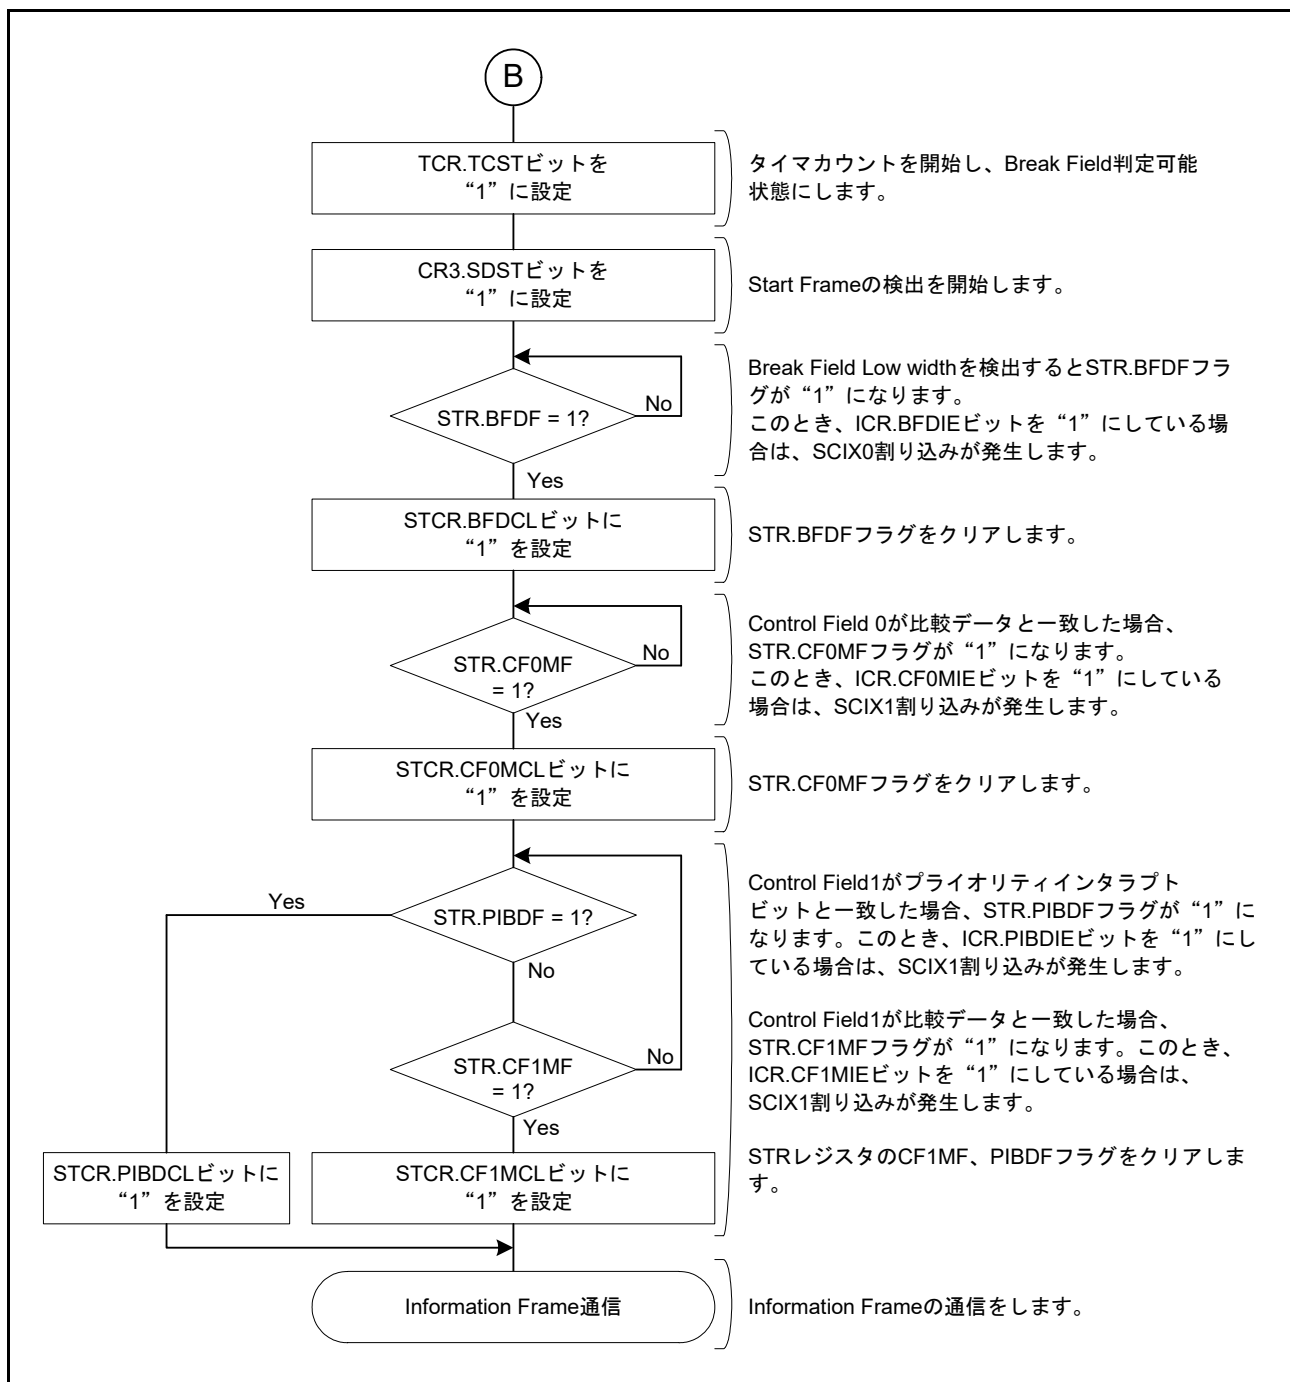 B
TCR.TCSTビットを
“1”に設定
タイマカウントを開始し、Break Field判定可能
状態にします。
CR3.SDSTビットを
“1”に設定
Start Frameの検出を開始します。
STR.BFDF = 1?
No
Yes
Break Field Low widthを検出するとSTR.BFDFフラ
グが“1”になります。
このとき、ICR.BFDIEビットを“1”にしている場
合は、SCIX0割り込みが発生します。
STCR.BFDCLビットに
“1”を設定
STR.BFDFフラグをクリアします。
STR.CF0MF
= 1?
No
Yes
Control Field 0が比較データと一致した場合、
STR.CF0MFフラグが“1”になります。
このとき、ICR.CF0MIEビットを“1”にしている
場合は、SCIX1割り込みが発生します。
STCR.CF0MCLビットに
“1”を設定
STR.CF0MFフラグをクリアします。
Yes
STR.PIBDF = 1?
No
Control Field1がプライオリティインタラプト
ビットと一致した場合、STR.PIBDFフラグが“1”に
なります。このとき、ICR.PIBDIEビットを“1”にし
ている場合は、SCIX1割り込みが発生します。
STR.CF1MF
= 1?
No
Yes
Control Field1が比較データと一致した場合、
STR.CF1MFフラグが“1”になります。このとき、
ICR.CF1MIEビットを“1”にしている場合は、
SCIX1割り込みが発生します。
STCR.PIBDCLビットに
“1”を設定
STCR.CF1MCLビットに
“1”を設定
STRレジスタのCF1MF、PIBDFフラグをクリアしま
す。
Information Frame通信
Information Frameの通信をします。